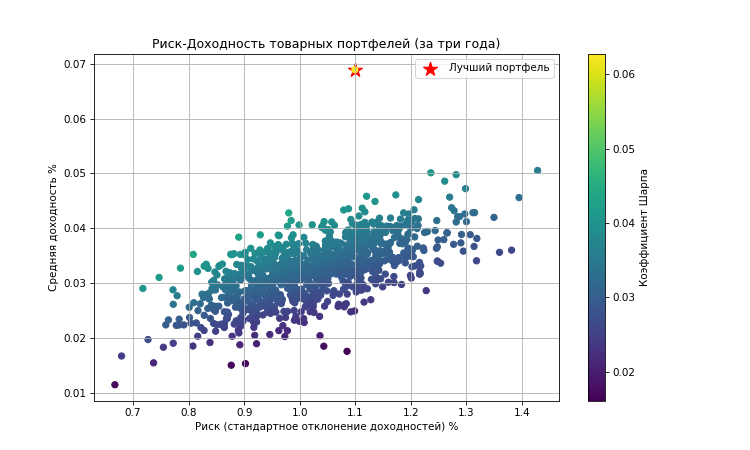 Риск-Доходность товарных портфелей (за три года)
Лучший портфель
Средняя доходность %
0.07
0.06
0.05
0.04
0.03
0.02
0.01
0.7 0.8 0.9 1.0 1.1 1.2 1.3 1.4
Риск (стандартное отклонение доходностей) %
0.06
0.05
0.04
0.03
0.02
Коэффициент Шарпа